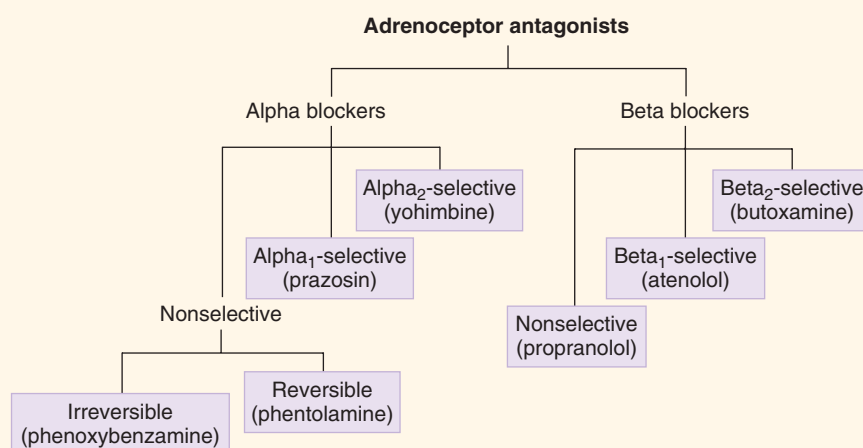 Adrenoceptor antagonists
Alpha blockers
Beta blockers
Alpha₂-selective
(yohimbine)
Beta₂-selective
(butoxamine)
Alpha₁-selective
(prazosin)
Beta₁-selective
(atenolol)
Nonselective
Nonselective
(propranolol)
Reversible
(phentolamine)
Irreversible
(phenoxybenzamine)